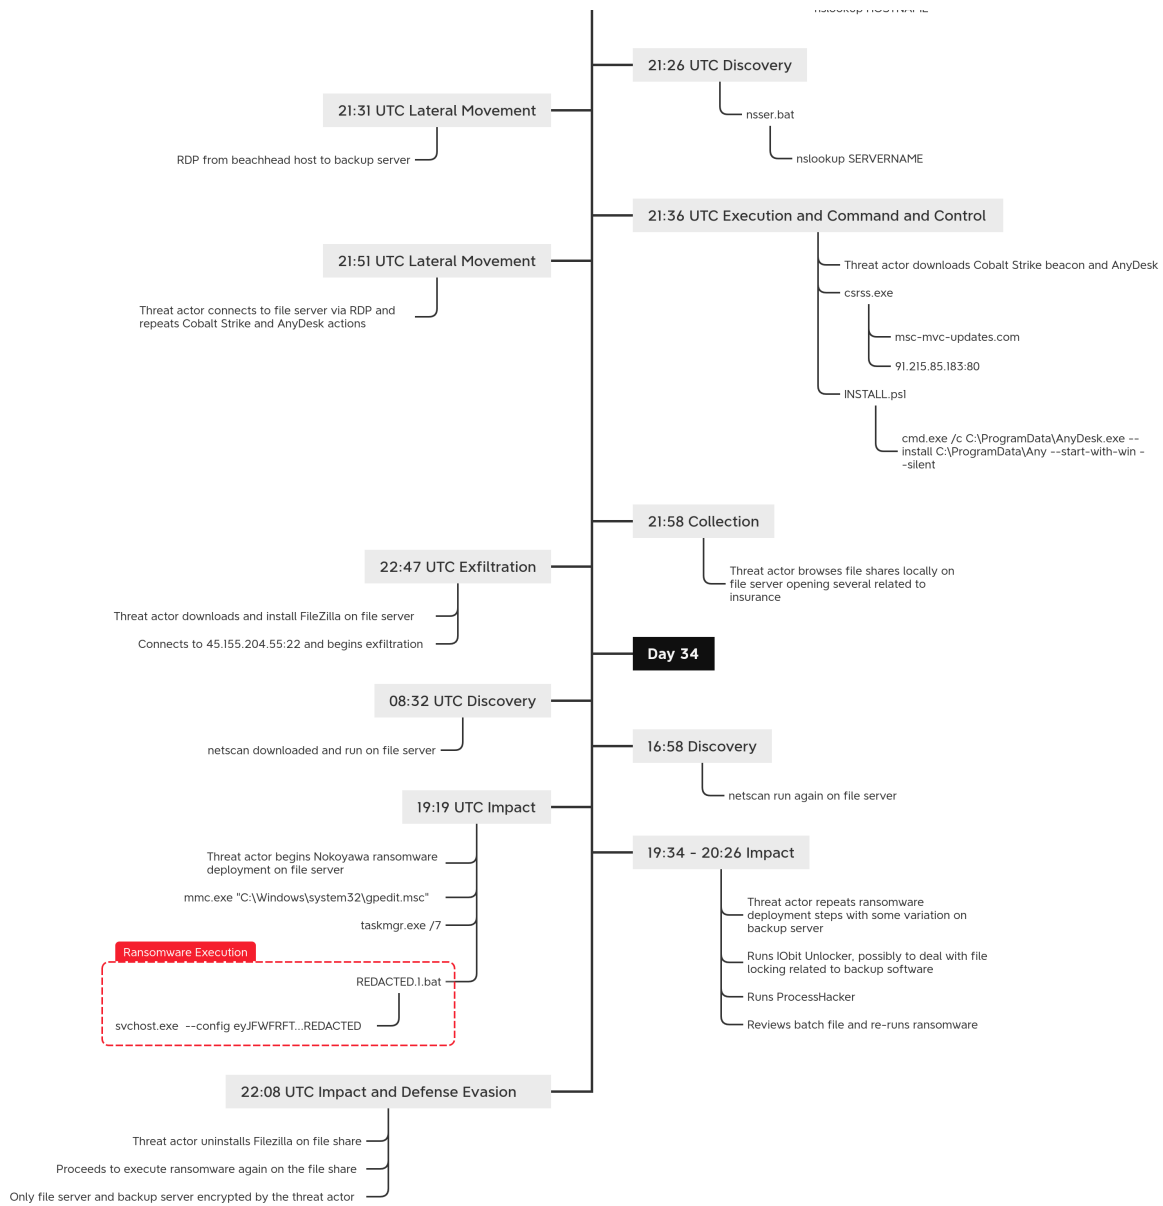 nslookup HOSTNAME
21:26 UTC Discovery
nsser.bat
nslookup SERVERNAME
21:31 UTC Lateral Movement
RDP from beachhead host to backup server
21:36 UTC Execution and Command and Control
Threat actor downloads Cobalt Strike beacon and AnyDesk
csrss.exe
msc-mvc-updates.com
91.215.85.183:80
INSTALL.ps1
cmd.exe /c C:\ProgramData\AnyDesk.exe --
install C:\ProgramData\Any --start-with-win -
-silent
21:51 UTC Lateral Movement
Threat actor connects to file server via RDP and
repeats Cobalt Strike and AnyDesk actions
21:58 Collection
Threat actor browses file shares locally on
file server opening several related to
insurance
22:47 UTC Exfiltration
Threat actor downloads and install FileZilla on file server
Connects to 45.155.204.55:22 and begins exfiltration
Day 34
08:32 UTC Discovery
netscan downloaded and run on file server
16:58 Discovery
netscan run again on file server
19:19 UTC Impact
Threat actor begins Nokoyawa ransomware
deployment on file server
mmc.exe "C:\Windows\system32\gpedit.msc"
taskmgr.exe /7
Ransomware Execution
REDACTED.1.bat
svchost.exe --config eyJFWFRFT...REDACTED
19:34 - 20:26 Impact
Threat actor repeats ransomware
deployment steps with some variation on
backup server
Runs IObit Unlocker, possibly to deal with file
locking related to backup software
Runs ProcessHacker
Reviews batch file and re-runs ransomware
22:08 UTC Impact and Defense Evasion
Threat actor uninstalls Filezilla on file share
Proceeds to execute ransomware again on the file share
Only file server and backup server encrypted by the threat actor